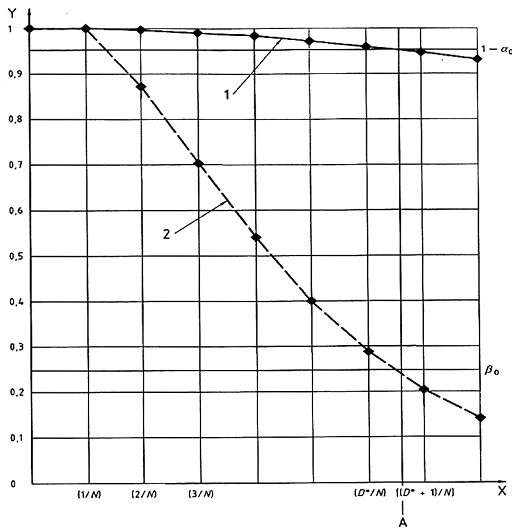 Y
1
1 – α₀
0,9
1
0,8
0,7
0,6
2
0,5
0,4
0,3
β₀
0,2
0,1
0
(1/N) (2/N) (3/N) (D*/N) ((D* + 1)/N) X
A